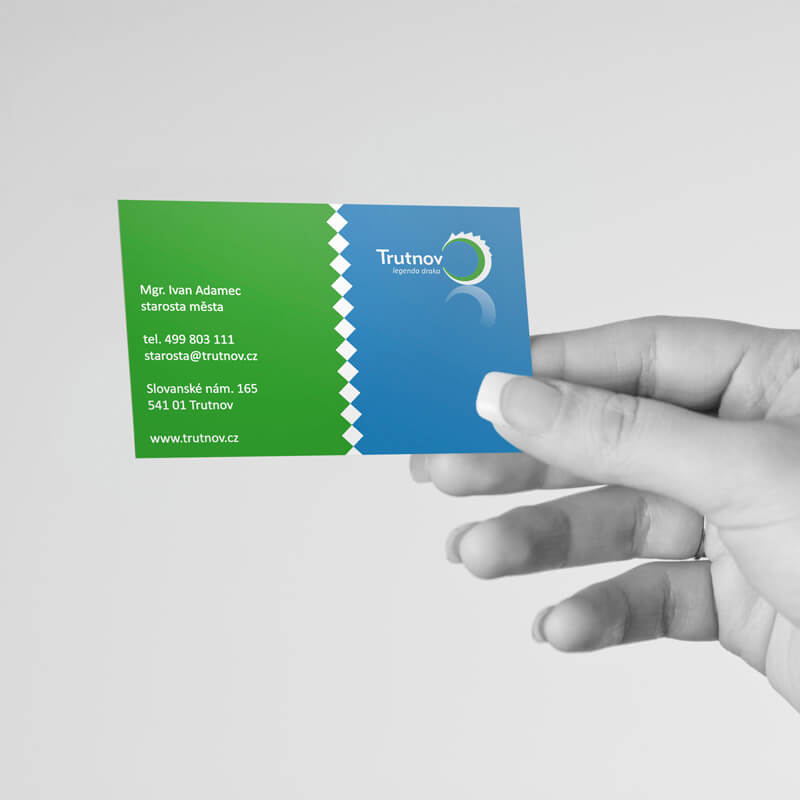 Mgr. Ivan Adamec
starosta města
tel. 499 803 111
starosta@trutnov.cz
Slovanské nám. 165
541 01 Trutnov
www.trutnov.cz
Trutnov
legenda draka